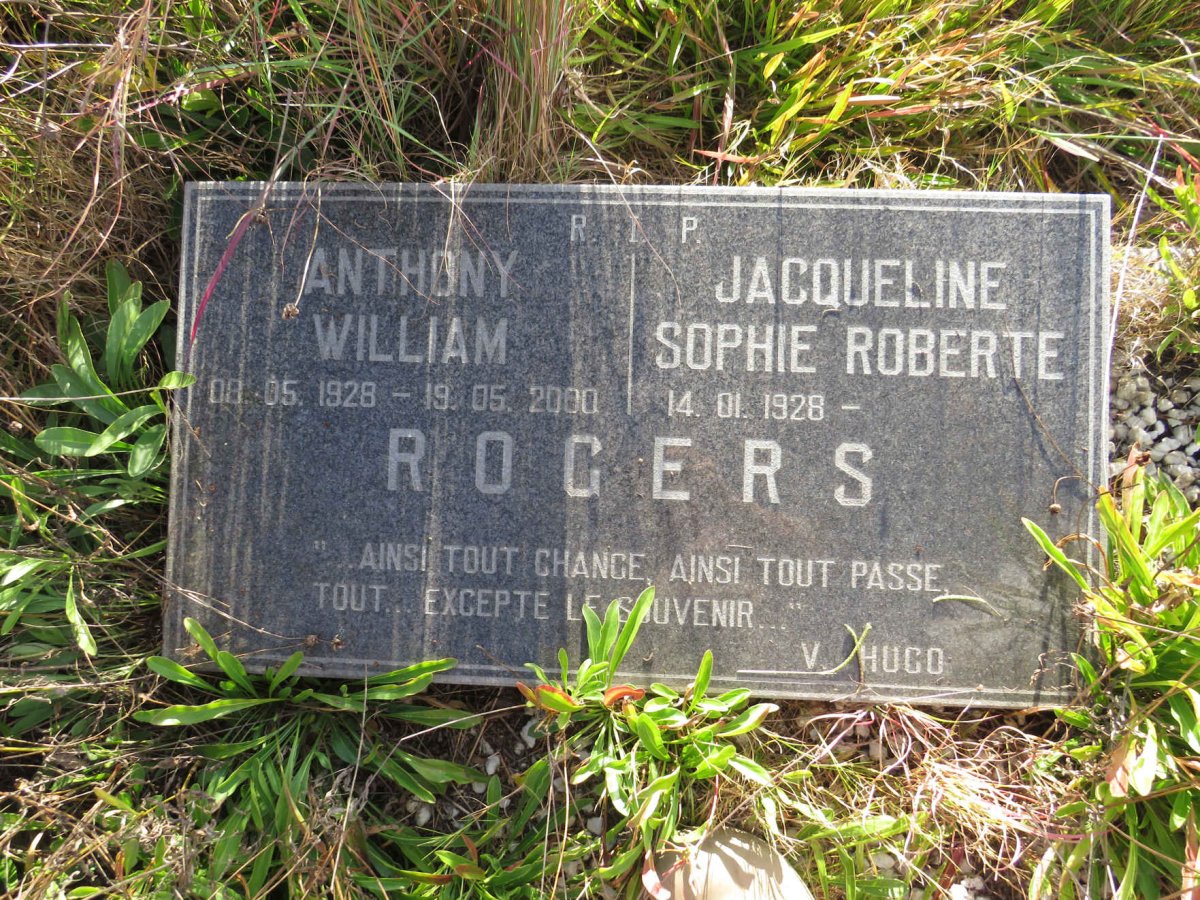 R. I. P.
ANTHONY
WILLIAM
08. 05. 1928 – 19. 05. 2000
JACQUELINE
SOPHIE ROBERTE
14. 01. 1928 –
ROGERS
"...AINSI TOUT CHANGE, AINSI TOUT PASSE
TOUT... EXCEPTE LE SOUVENIR..."
V. HUGO